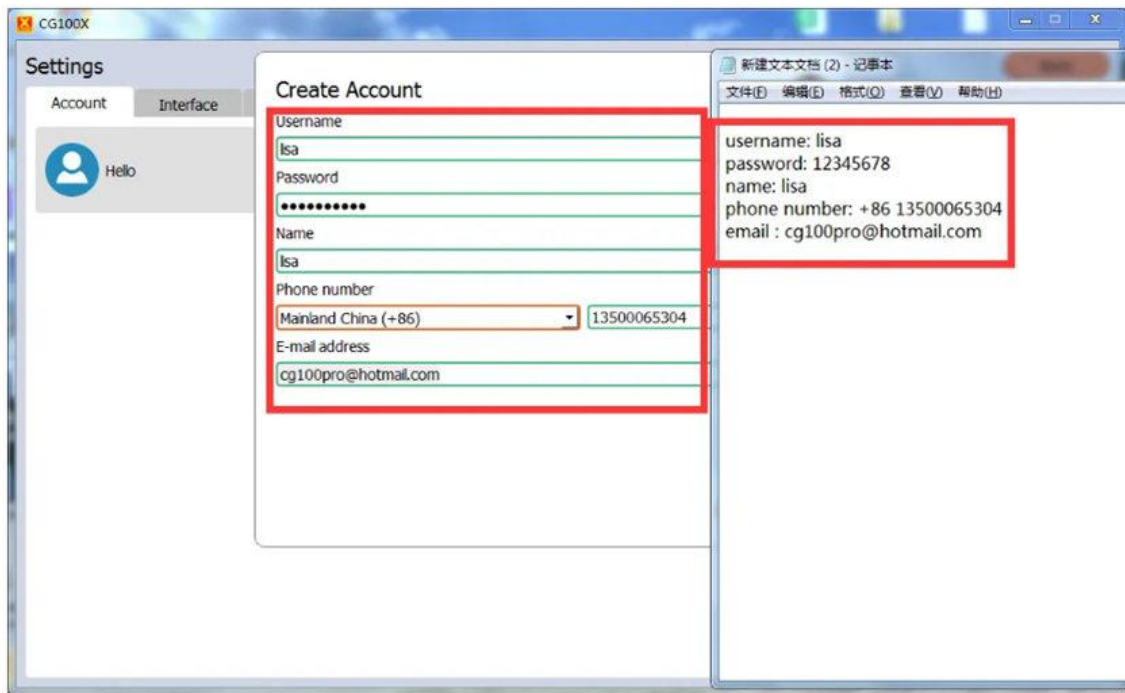 CG100X
Settings
Account
Interface
Hello
Create Account
Username
lisa
Password
●●●●●●●●●●
Name
lisa
Phone number
Mainland China (+86)
13500065304
E-mail address
cg100pro@hotmail.com
新建文本文档 (2) - 记事本
文件(F) 编辑(E) 格式(O) 查看(V) 帮助(H)
username: lisa
password: 12345678
name: lisa
phone number: +86 13500065304
email : cg100pro@hotmail.com